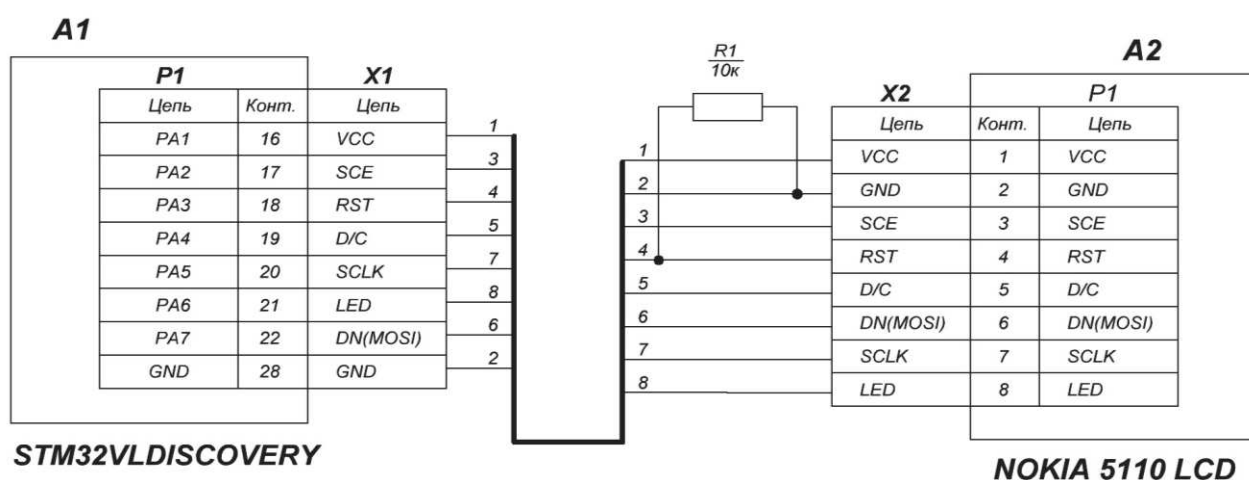 A1
P1 X1
Цепь Конт. Цепь
PA1 16 VCC 1
PA2 17 SCE 3
PA3 18 RST 4
PA4 19 D/C 5
PA5 20 SCLK 7
PA6 21 LED 8
PA7 22 DN(MOSI) 6
GND 28 GND 2
STM32VLDISCOVERY
R1
10к
A2
X2 P1
Цепь Конт. Цепь
1 VCC 1 VCC
2 GND 2 GND
3 SCE 3 SCE
4 RST 4 RST
5 D/C 5 D/C
6 DN(MOSI) 6 DN(MOSI)
7 SCLK 7 SCLK
8 LED 8 LED
NOKIA 5110 LCD